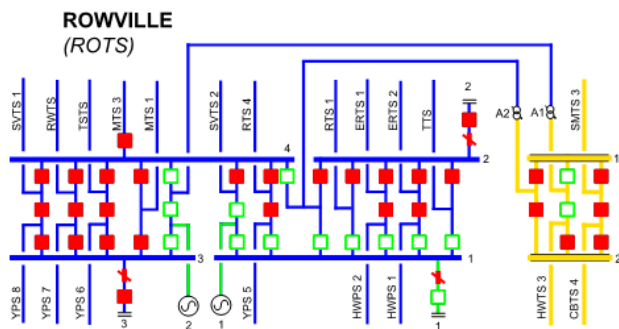 ROWVILLE
(ROTS)
SVTS 1
RWTS
TSTS
MTS 3
MTS 1
SVTS 2
RTS 4
RTS 1
ERTS 1
ERTS 2
TTS
2
A2
A1
SMTS 3
4
2
1
3
1
2
YPS 8
YPS 7
YPS 6
3
2
1
YPS 5
HWPS 2
HWPS 1
1
HWTS 3
CBTS 4